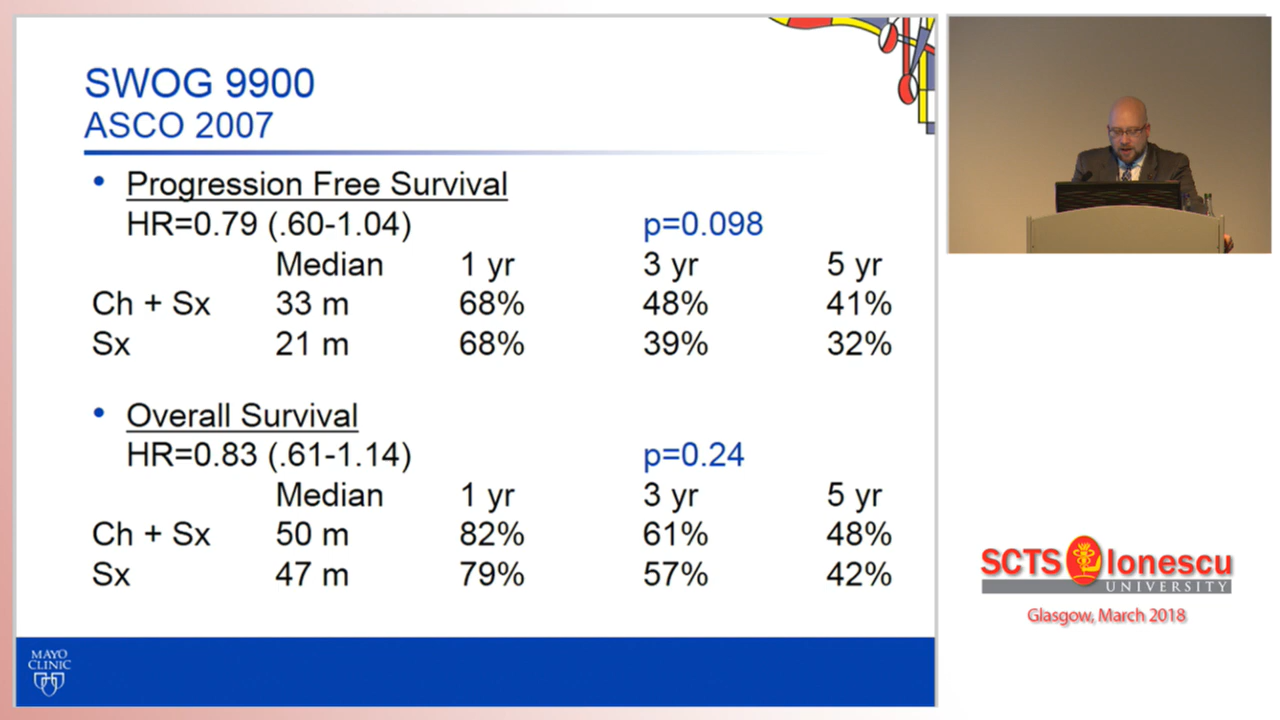 SWOG 9900
ASCO 2007
• Progression Free Survival
HR=0.79 (.60-1.04) p=0.098
Median 1 yr 3 yr 5 yr
Ch + Sx 33 m 68% 48% 41%
Sx 21 m 68% 39% 32%
• Overall Survival
HR=0.83 (.61-1.14) p=0.24
Median 1 yr 3 yr 5 yr
Ch + Sx 50 m 82% 61% 48%
Sx 47 m 79% 57% 42%
MAYO
CLINIC
SCTS Ionescu
UNIVERSITY
Glasgow, March 2018